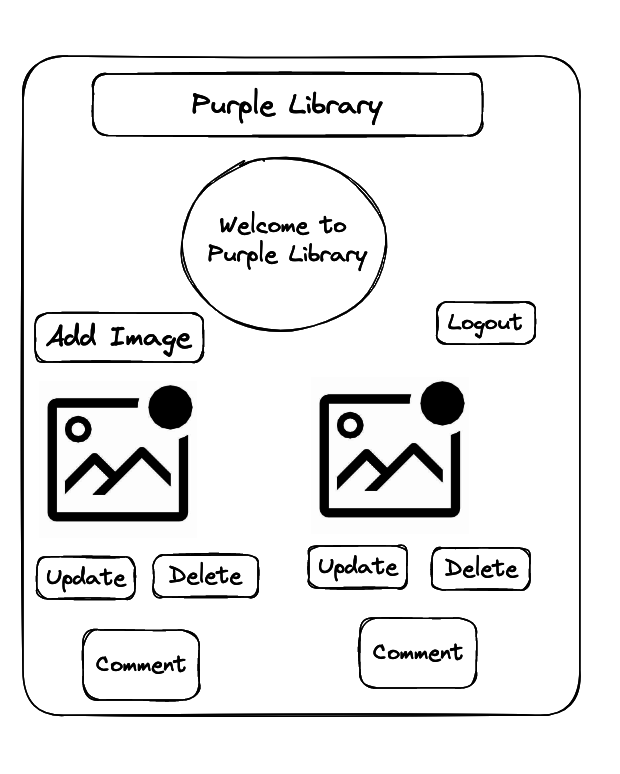 Purple Library
Welcome to
Purple Library
Add Image
Logout
Update
Delete
Update
Delete
Comment
Comment